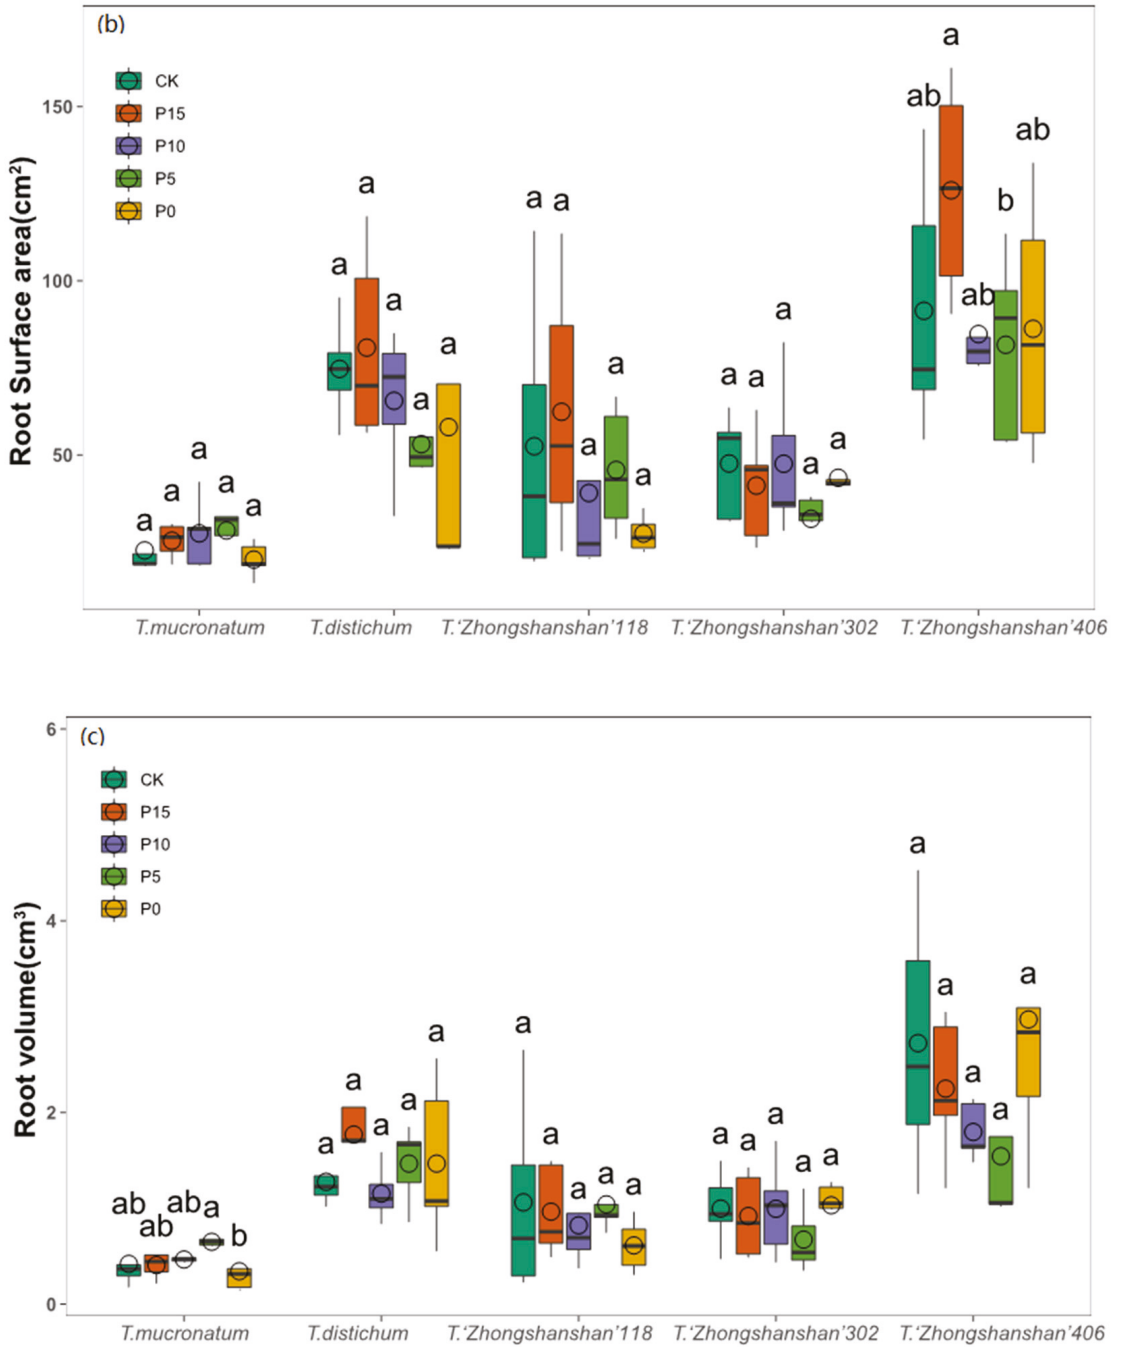 (b)
CK
P15
P10
P5
P0
Root Surface area(cm²)
150
100
50
a a a a a
a a a a a
a a a a a
a a a a a
ab a ab b ab
T.mucronatum T.distichum T.‘Zhongshanshan’118 T.‘Zhongshanshan’302 T.‘Zhongshanshan’406
(c)
CK
P15
P10
P5
P0
Root volume(cm³)
6
4
2
0
ab ab ab a b
a a a a a
a a a a a
a a a a a
a a a a a
T.mucronatum T.distichum T.‘Zhongshanshan’118 T.‘Zhongshanshan’302 T.‘Zhongshanshan’406